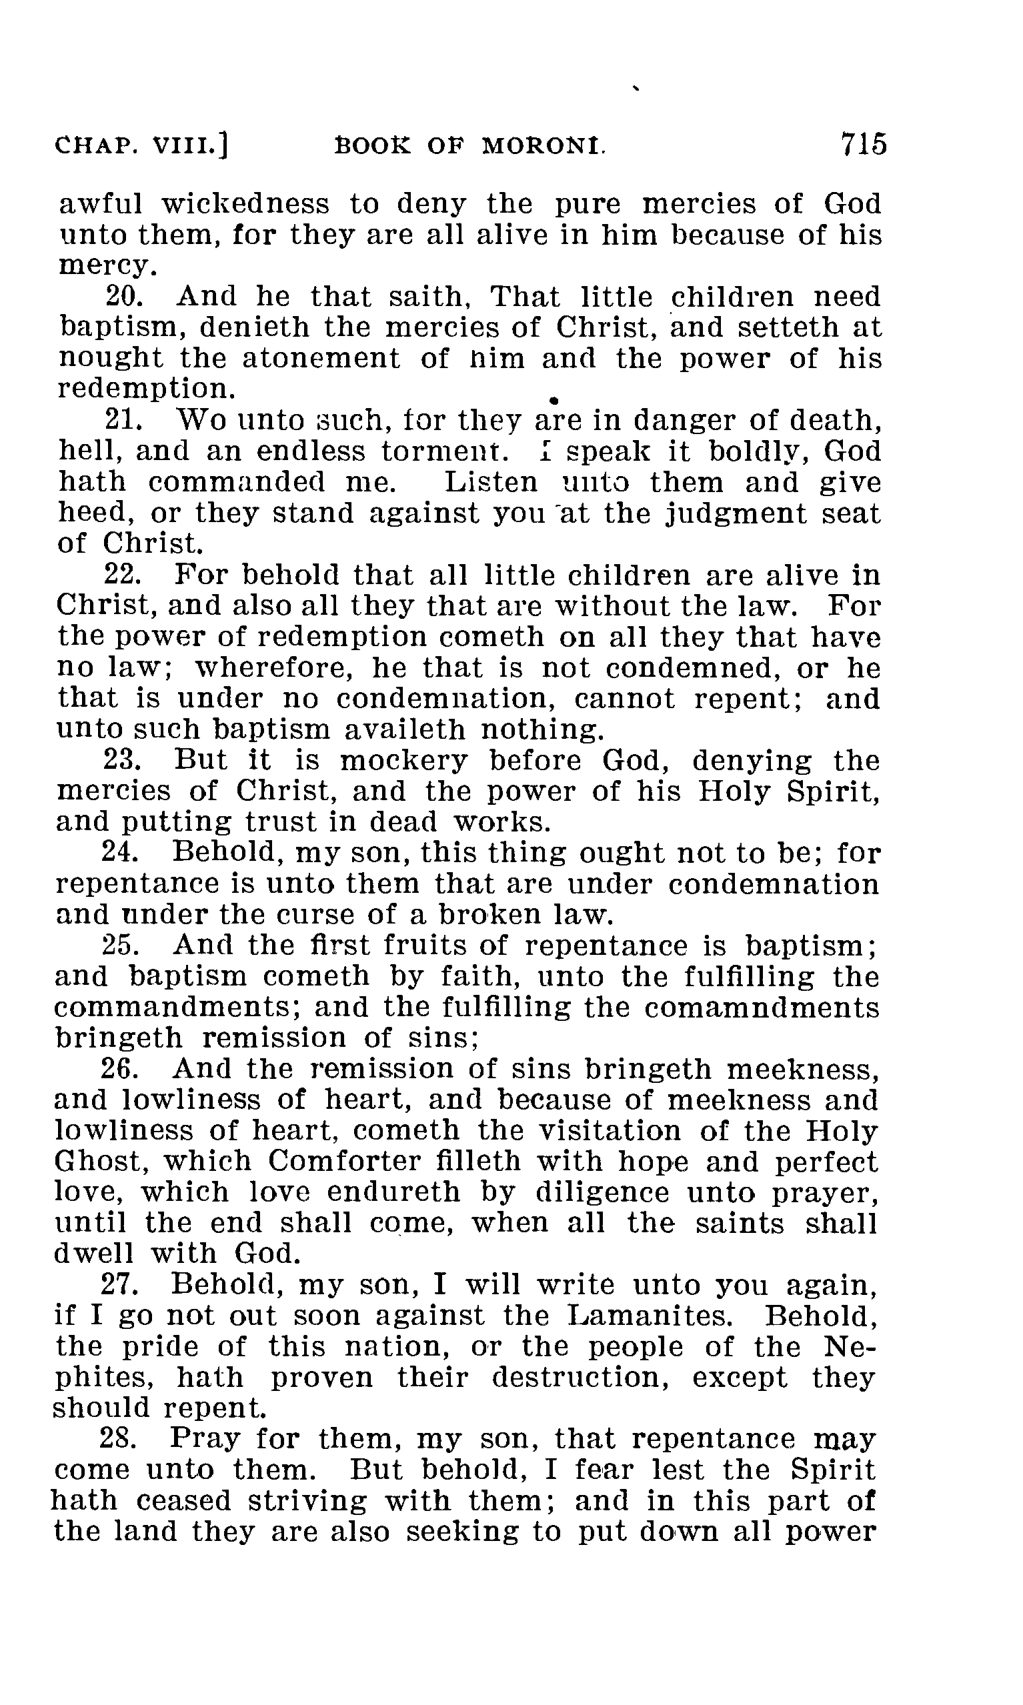 CHAP. VIII.] BOOK OF MORONI. 715
awful wickedness to deny the pure mercies of God
unto them, for they are all alive in him because of his
mercy.
20. And he that saith, That little children need
baptism, denieth the mercies of Christ, and setteth at
nought the atonement of him and the power of his
redemption.
21. Wo unto such, for they are in danger of death,
hell, and an endless torment. I speak it boldly, God
hath commanded me. Listen unto them and give
heed, or they stand against you at the judgment seat
of Christ.
22. For behold that all little children are alive in
Christ, and also all they that are without the law. For
the power of redemption cometh on all they that have
no law; wherefore, he that is not condemned, or he
that is under no condemnation, cannot repent; and
unto such baptism availeth nothing.
23. But it is mockery before God, denying the
mercies of Christ, and the power of his Holy Spirit,
and putting trust in dead works.
24. Behold, my son, this thing ought not to be; for
repentance is unto them that are under condemnation
and under the curse of a broken law.
25. And the first fruits of repentance is baptism;
and baptism cometh by faith, unto the fulfilling the
commandments; and the fulfilling the comamndments
bringeth remission of sins;
26. And the remission of sins bringeth meekness,
and lowliness of heart, and because of meekness and
lowliness of heart, cometh the visitation of the Holy
Ghost, which Comforter filleth with hope and perfect
love, which love endureth by diligence unto prayer,
until the end shall come, when all the saints shall
dwell with God.
27. Behold, my son, I will write unto you again,
if I go not out soon against the Lamanites. Behold,
the pride of this nation, or the people of the Ne-
phites, hath proven their destruction, except they
should repent.
28. Pray for them, my son, that repentance may
come unto them. But behold, I fear lest the Spirit
hath ceased striving with them; and in this part of
the land they are also seeking to put down all power